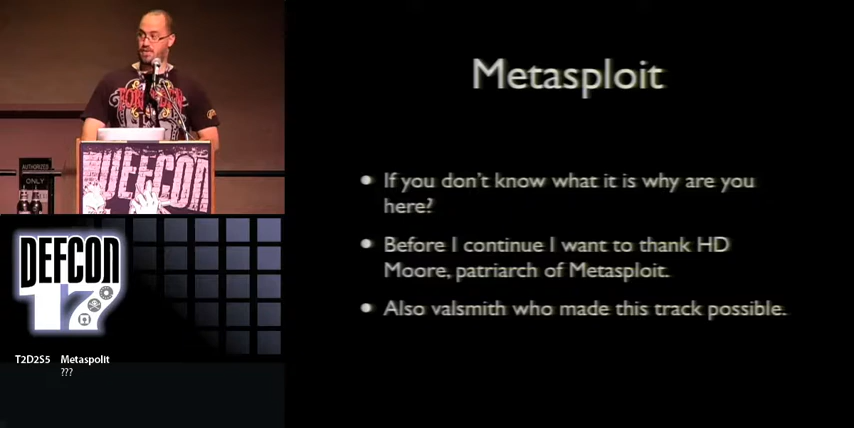 Metasploit
• If you don't know what it is why are you
here?
• Before I continue I want to thank HD
Moore, patriarch of Metasploit.
• Also valsmith who made this track possible.
AUTHORIZED
ONLY
DEFCON
DEFCON
17
T2D2S5 Metaspolit
???